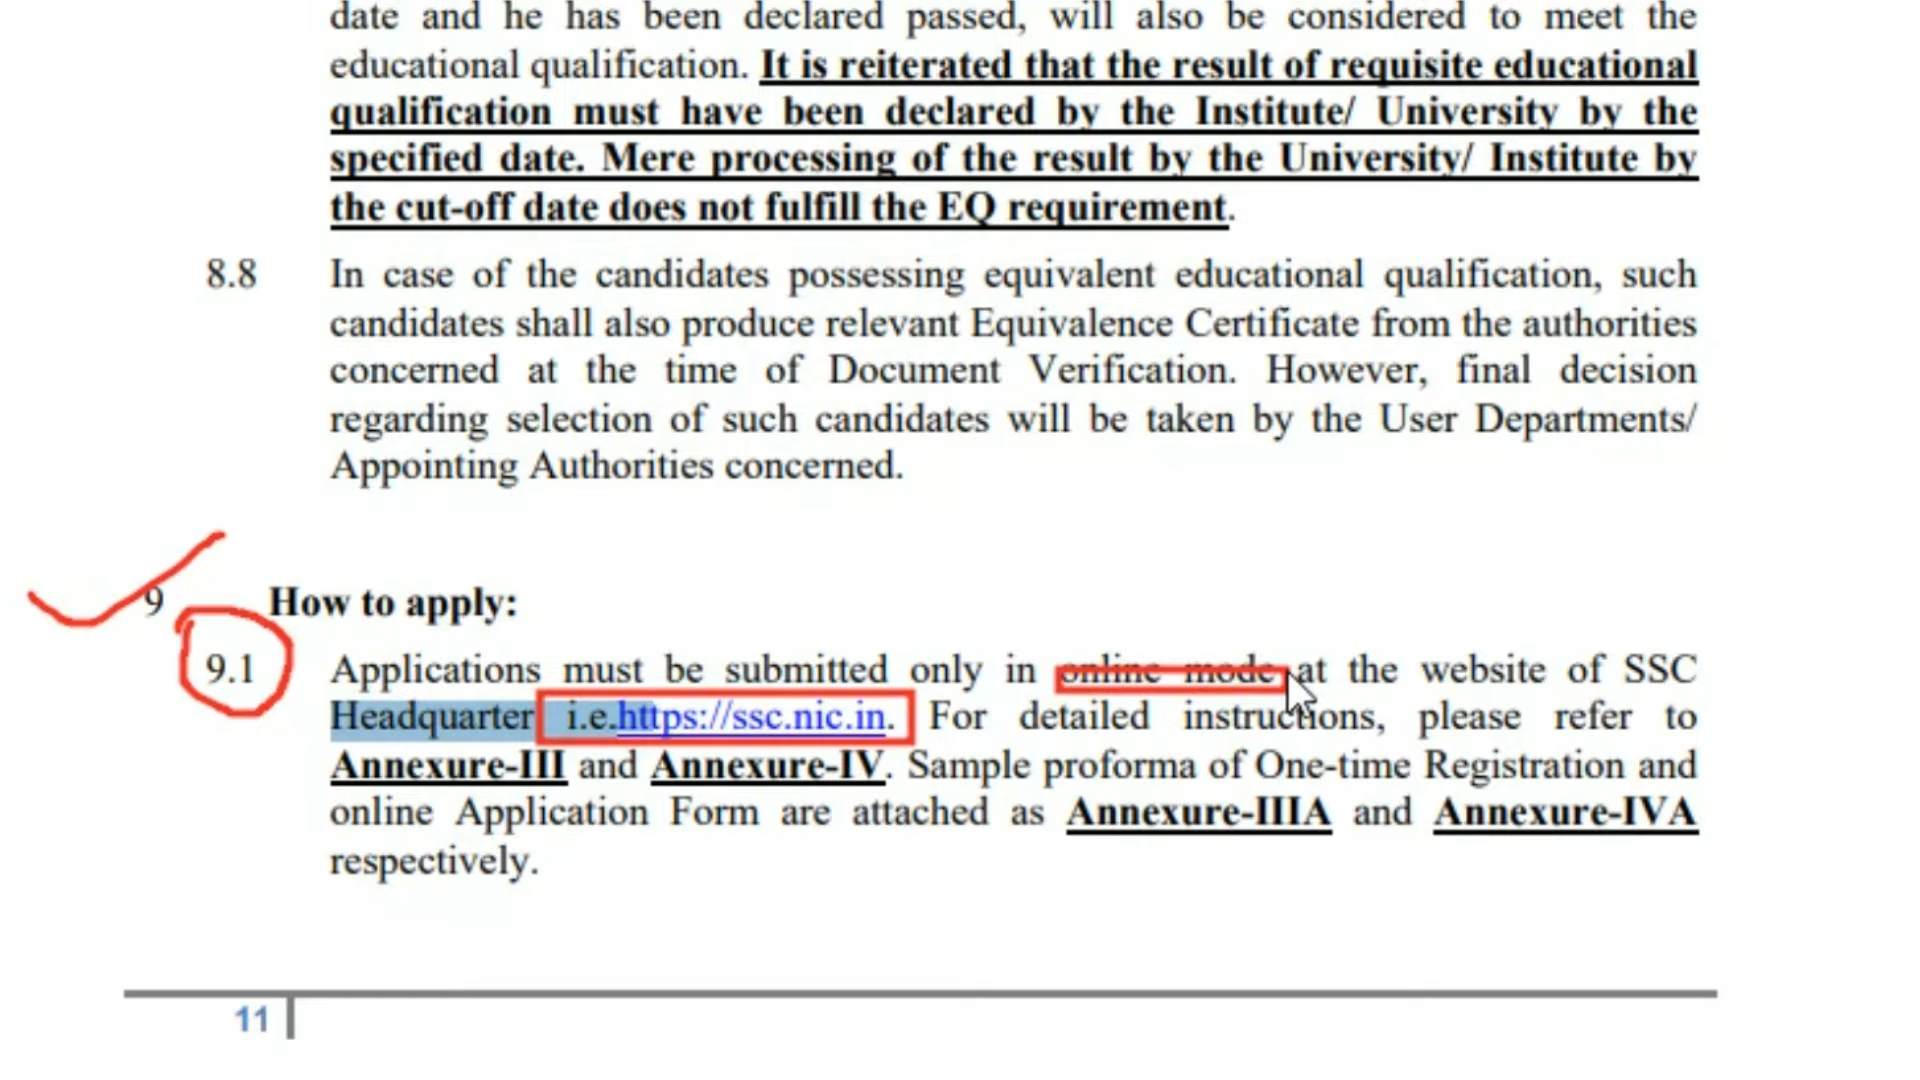 date and he has been declared passed, will also be considered to meet the
educational qualification. It is reiterated that the result of requisite educational
qualification must have been declared by the Institute/ University by the
specified date. Mere processing of the result by the University/ Institute by
the cut-off date does not fulfill the EQ requirement.
8.8 In case of the candidates possessing equivalent educational qualification, such
candidates shall also produce relevant Equivalence Certificate from the authorities
concerned at the time of Document Verification. However, final decision
regarding selection of such candidates will be taken by the User Departments/
Appointing Authorities concerned.
9 How to apply:
9.1 Applications must be submitted only in online mode at the website of SSC
Headquarter i.e.https://ssc.nic.in. For detailed instructions, please refer to
Annexure-III and Annexure-IV. Sample proforma of One-time Registration and
online Application Form are attached as Annexure-IIIA and Annexure-IVA
respectively.
11